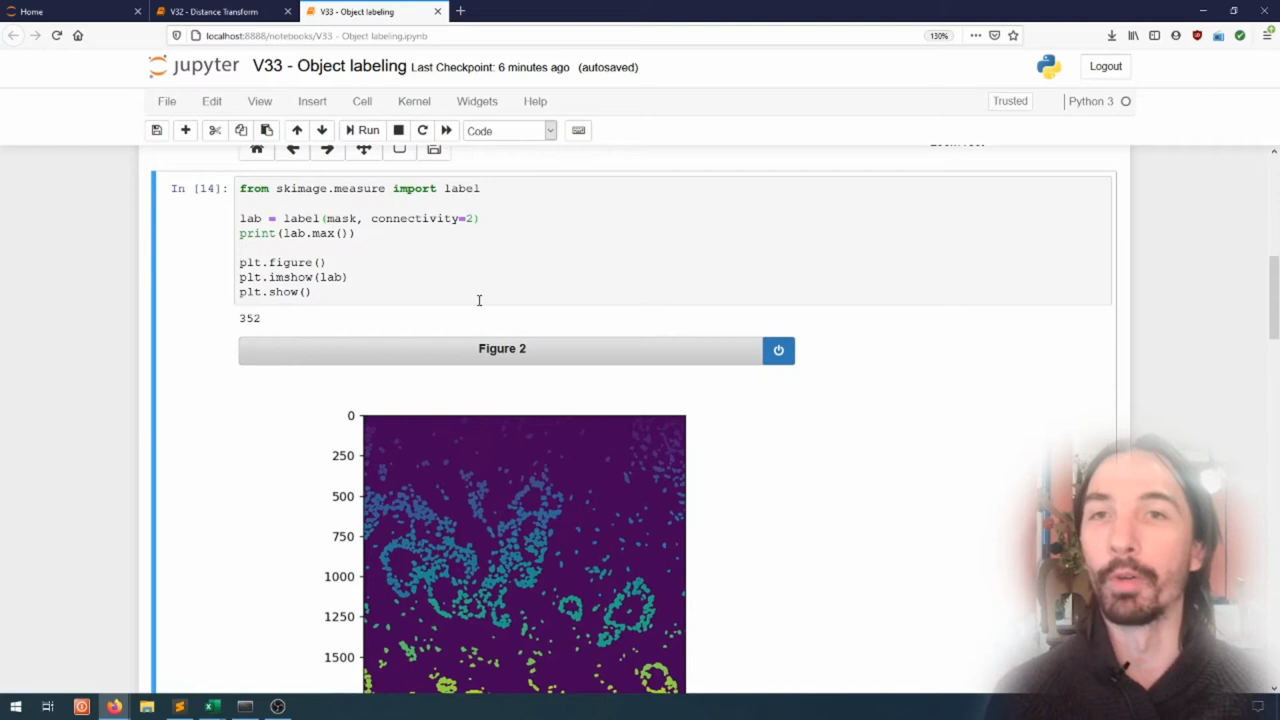 Home
V32 - Distance Transform
V33 - Object labeling
localhost:8888/notebooks/V33 - Object labeling.ipynb
130%
jupyter V33 - Object labeling Last Checkpoint: 6 minutes ago (autosaved)
Logout
File Edit View Insert Cell Kernel Widgets Help
Trusted
Python 3
Run
Code
In [14]:
from skimage.measure import label
lab = label(mask, connectivity=2)
print(lab.max())
plt.figure()
plt.imshow(lab)
plt.show()
352
Figure 2
0
250
500
750
1000
1250
1500